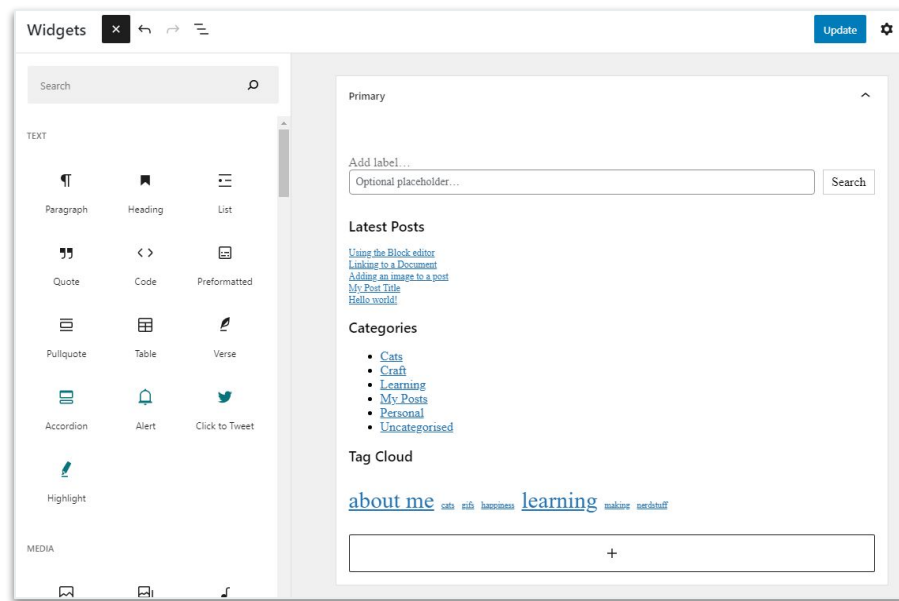 Widgets
Update
Search
TEXT
Paragraph Heading List
Quote Code Preformatted
Pullquote Table Verse
Accordion Alert Click to Tweet
Highlight
MEDIA
Primary
Add label...
Optional placeholder... Search
Latest Posts
Using the Block editor
Linking to a Document
Adding an image to a post
My Post Title
Hello world!
Categories
Cats
Craft
Learning
My Posts
Personal
Uncategorised
Tag Cloud
about me cats gifs happiness learning making nerdstuff